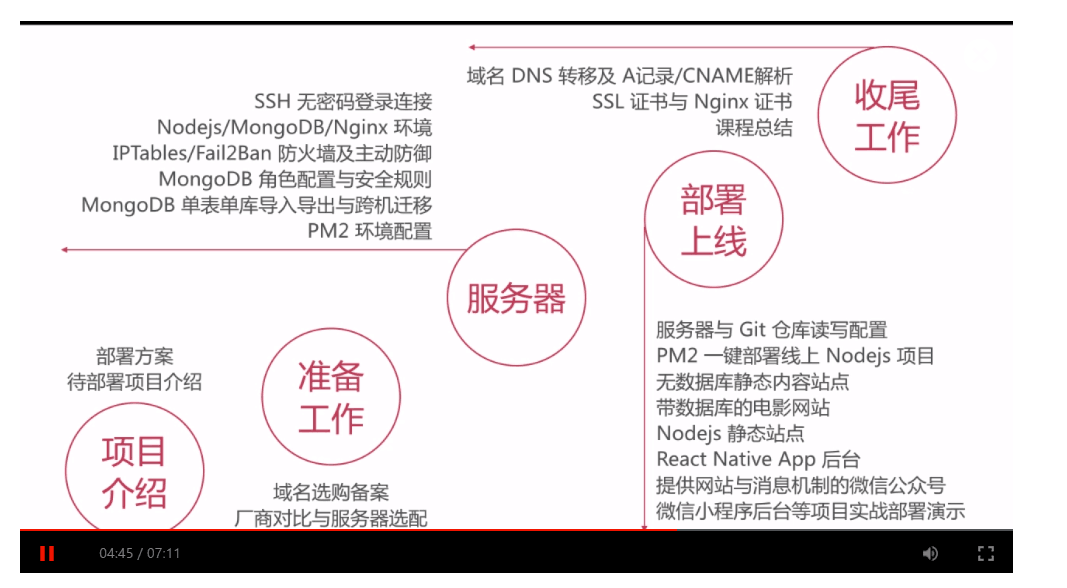 域名 DNS 转移及 A记录/CNAME解析
SSL 证书与 Nginx 证书
课程总结
收尾
工作
SSH 无密码登录连接
Nodejs/MongoDB/Nginx 环境
IPTables/Fail2Ban 防火墙及主动防御
MongoDB 角色配置与安全规则
MongoDB 单表单库导入导出与跨机迁移
PM2 环境配置
部署
上线
服务器
服务器与 Git 仓库读写配置
PM2 一键部署线上 Nodejs 项目
无数据库静态内容站点
带数据库的电影网站
Nodejs 静态站点
React Native App 后台
提供网站与消息机制的微信公众号
微信小程序后台等项目实战部署演示
部署方案
待部署项目介绍
准备
工作
项目
介绍
域名选购备案
厂商对比与服务器选配
04:45 / 07:11